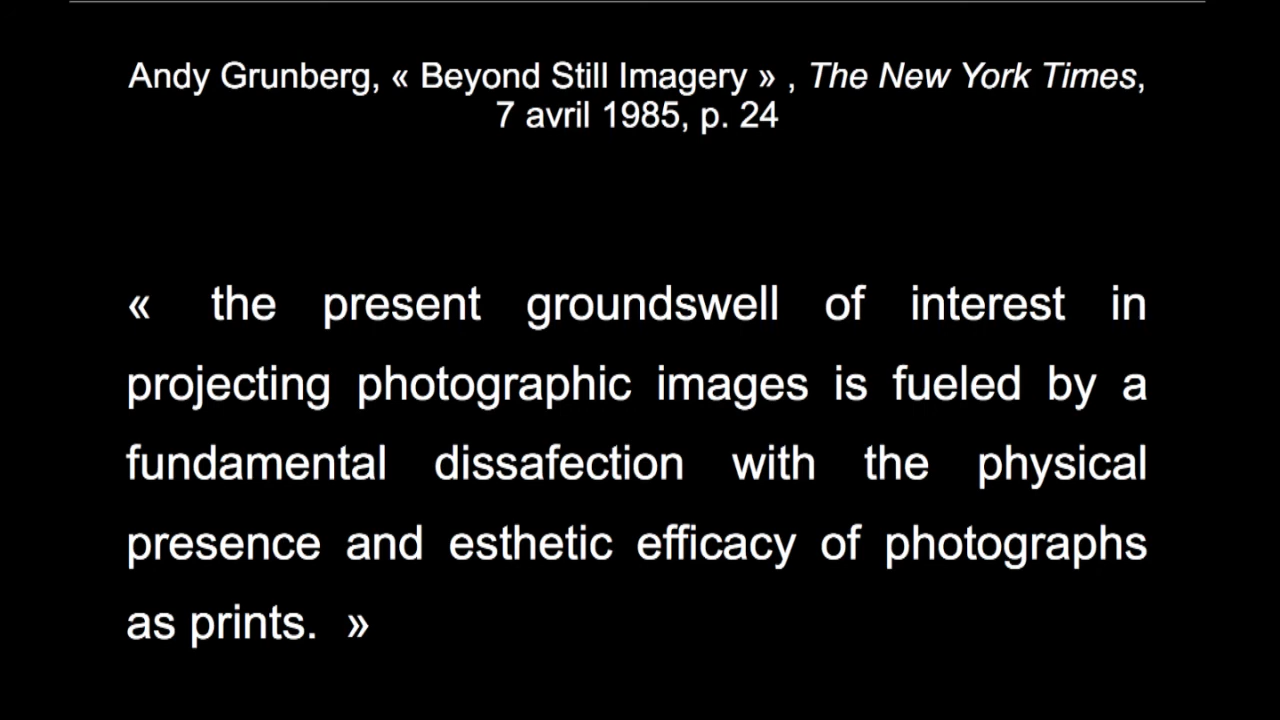 Andy Grunberg, « Beyond Still Imagery » , The New York Times,
7 avril 1985, p. 24
« the present groundswell of interest in
projecting photographic images is fueled by a
fundamental dissafection with the physical
presence and esthetic efficacy of photographs
as prints. »